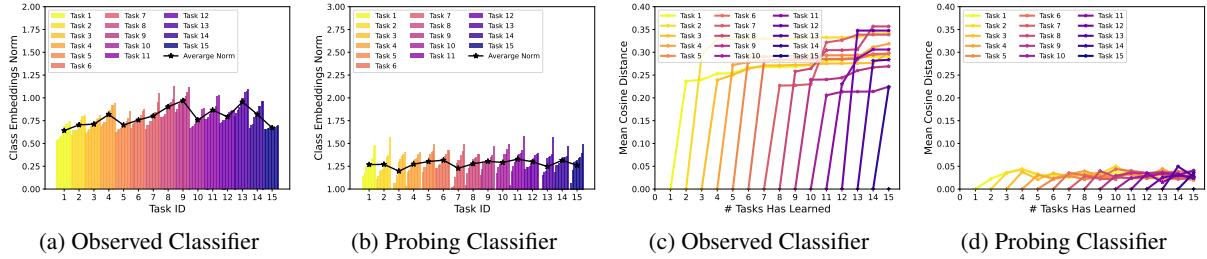 Class Embeddings Norm
2.00
1.75
1.50
1.25
1.00
0.75
0.50
0.25
0.00
Task 1
Task 2
Task 3
Task 4
Task 5
Task 6
Task 7
Task 8
Task 9
Task 10
Task 11
Task 12
Task 13
Task 14
Task 15
Averarge Norm
1 2 3 4 5 6 7 8 9 10 11 12 13 14 15
Task ID
(a) Observed Classifier
Class Embeddings Norm
3.00
2.75
2.50
2.25
2.00
1.75
1.50
1.25
1.00
Task 1
Task 2
Task 3
Task 4
Task 5
Task 6
Task 7
Task 8
Task 9
Task 10
Task 11
Task 12
Task 13
Task 14
Task 15
Averarge Norm
1 2 3 4 5 6 7 8 9 10 11 12 13 14 15
Task ID
(b) Probing Classifier
Mean Cosine Distance
0.40
0.35
0.30
0.25
0.20
0.15
0.10
0.05
0.00
Task 1
Task 2
Task 3
Task 4
Task 5
Task 6
Task 7
Task 8
Task 9
Task 10
Task 11
Task 12
Task 13
Task 14
Task 15
0 1 2 3 4 5 6 7 8 9 10 11 12 13 14 15
# Tasks Has Learned
(c) Observed Classifier
Mean Cosine Distance
0.40
0.35
0.30
0.25
0.20
0.15
0.10
0.05
0.00
Task 1
Task 2
Task 3
Task 4
Task 5
Task 6
Task 7
Task 8
Task 9
Task 10
Task 11
Task 12
Task 13
Task 14
Task 15
0 1 2 3 4 5 6 7 8 9 10 11 12 13 14 15
# Tasks Has Learned
(d) Probing Classifier